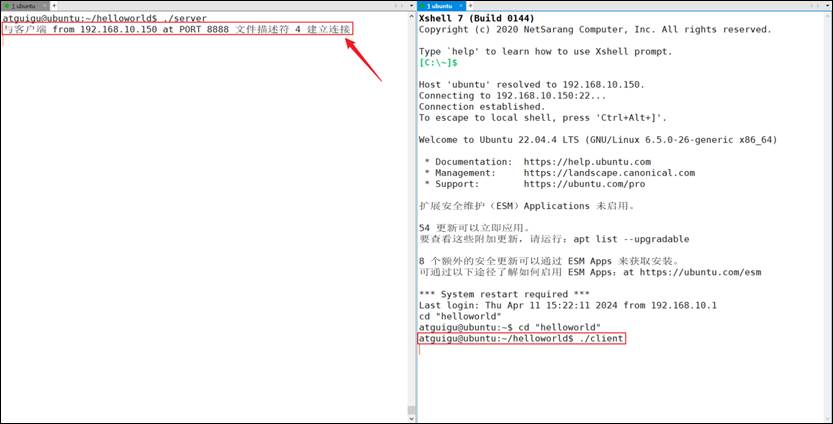 1 ubuntu
atguigu@ubuntu:~/helloworld$ ./server
与客户端 from 192.168.10.150 at PORT 8888 文件描述符 4 建立连接
1 ubuntu
Xshell 7 (Build 0144)
Copyright (c) 2020 NetSarang Computer, Inc. All rights reserved.
Type `help' to learn how to use Xshell prompt.
[C:\~]$
Host 'ubuntu' resolved to 192.168.10.150.
Connecting to 192.168.10.150:22...
Connection established.
To escape to local shell, press 'Ctrl+Alt+]'.
Welcome to Ubuntu 22.04.4 LTS (GNU/Linux 6.5.0-26-generic x86_64)
* Documentation: https://help.ubuntu.com
* Management: https://landscape.canonical.com
* Support: https://ubuntu.com/pro
扩展安全维护（ESM）Applications 未启用。
54 更新可以立即应用。
要查看这些附加更新，请运行：apt list --upgradable
8 个额外的安全更新可以通过 ESM Apps 来获取安装。
可通过以下途径了解如何启用 ESM Apps：at https://ubuntu.com/esm
*** System restart required ***
Last login: Thu Apr 11 15:22:11 2024 from 192.168.10.1
cd "helloworld"
atguigu@ubuntu:~$ cd "helloworld"
atguigu@ubuntu:~/helloworld$ ./client